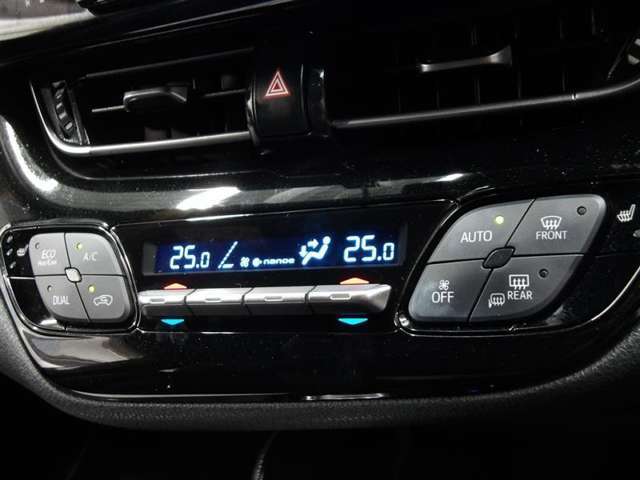 25.0 nanoe 25.0
ECO
A/C
DUAL
AUTO
FRONT
OFF
REAR